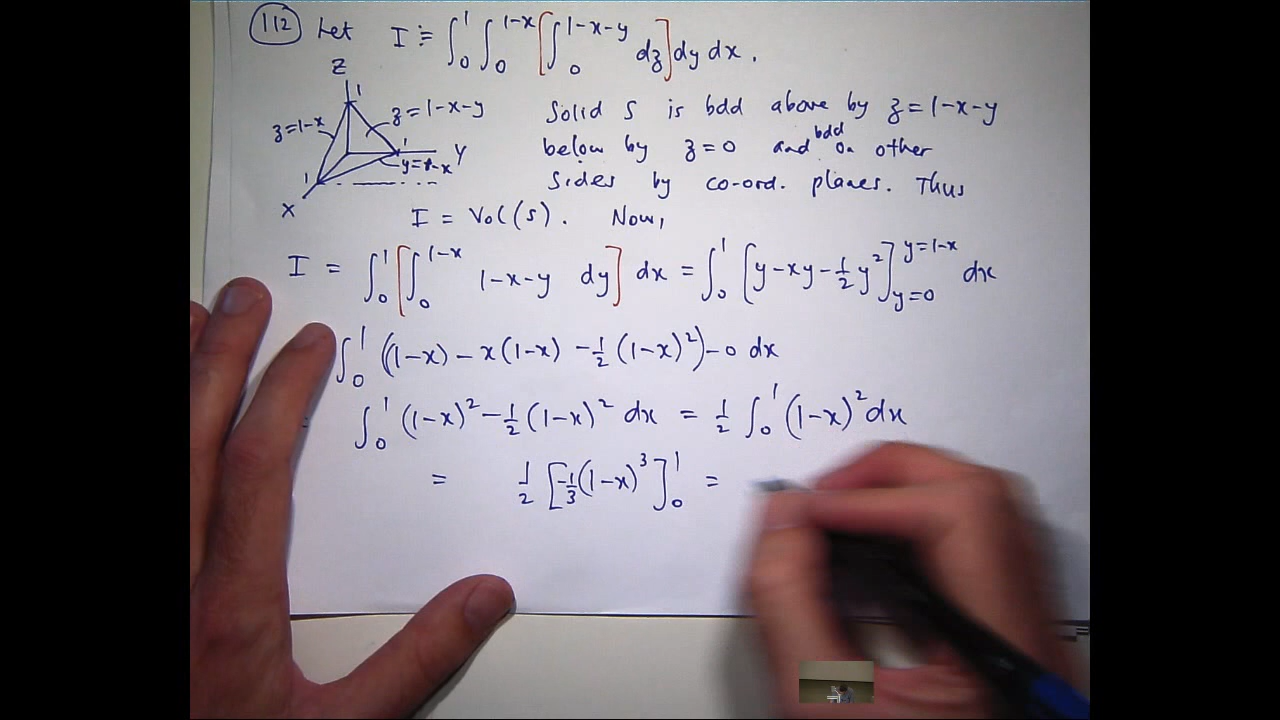 112 Let I := ∫₀¹ ∫₀^{1-x} [∫₀^{1-x-y} dz] dy dx.
Z
1
z=1-x
z=1-x-y
1
Y
y=1-x
1
X
Solid S is bdd above by z=1-x-y
below by z=0 and bdd on other
sides by co-ord. planes. Thus
I = Vol(S). Now,
I = ∫₀¹ [∫₀^{1-x} 1-x-y dy] dx = ∫₀¹ [y-xy-½y²]_{y=0}^{y=1-x} dx
∫₀¹ ((1-x)-x(1-x)-½(1-x)²)-0 dx
∫₀¹ (1-x)²-½(1-x)² dx = ½ ∫₀¹ (1-x)² dx
= ½ [-⅓(1-x)³]₀¹ =